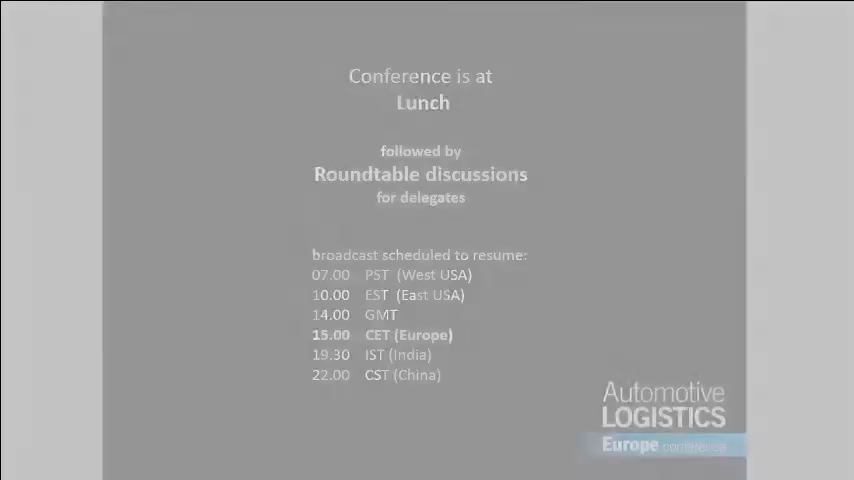 Conference is at
Lunch
followed by
Roundtable discussions
for delegates
broadcast scheduled to resume:
07.00 PST (West USA)
10.00 EST (East USA)
14.00 GMT
15.00 CET (Europe)
19.30 IST (India)
22.00 CST (China)
Automotive
LOGISTICS
Europe conference